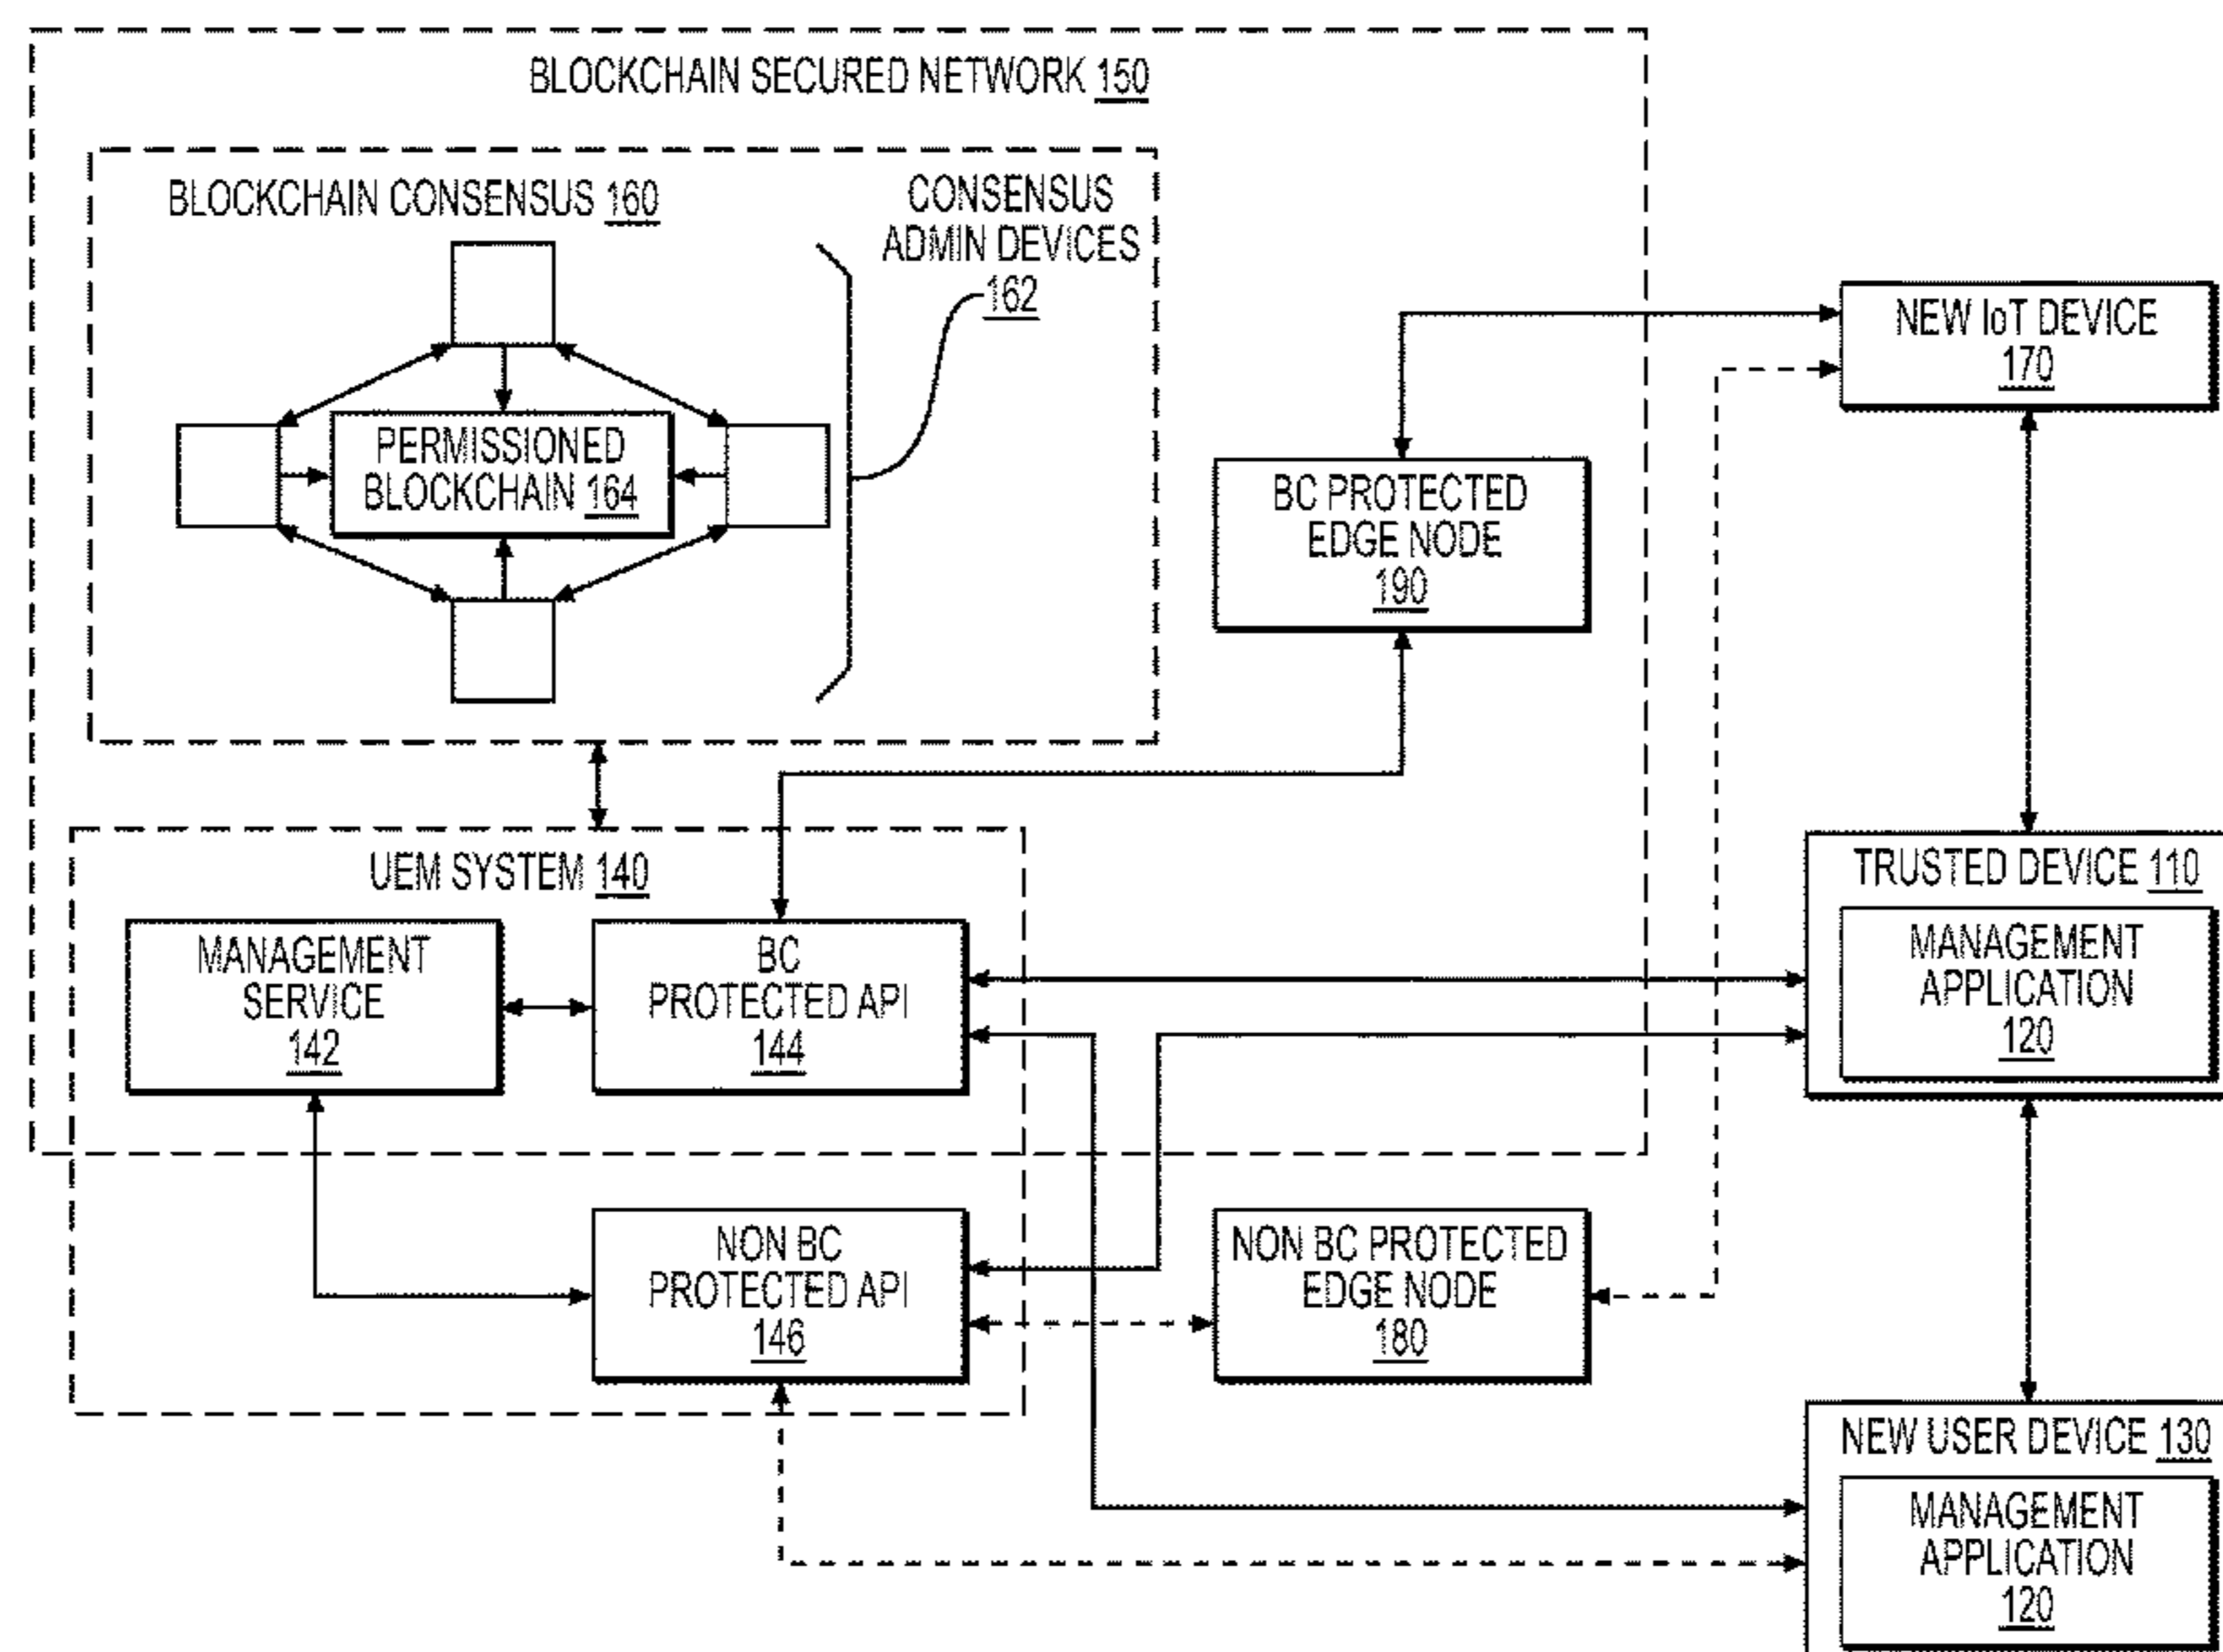 BLOCKCHAIN SECURED NETWORK 150
BLOCKCHAIN CONSENSUS 160
CONSENSUS
ADMIN DEVICES
162
PERMISSIONED
BLOCKCHAIN 164
NEW IoT DEVICE
170
BC PROTECTED
EDGE NODE
190
UEM SYSTEM 140
MANAGEMENT
SERVICE
142
BC
PROTECTED API
144
TRUSTED DEVICE 110
MANAGEMENT
APPLICATION
120
NON BC
PROTECTED API
146
NON BC PROTECTED
EDGE NODE
180
NEW USER DEVICE 130
MANAGEMENT
APPLICATION
120